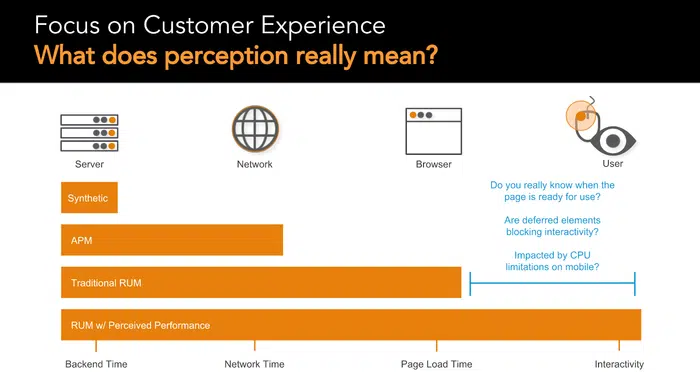 Focus on Customer Experience
What does perception really mean?
Server
Network
Browser
User
Synthetic
APM
Traditional RUM
RUM w/ Perceived Performance
Do you really know when the
page is ready for use?
Are deferred elements
blocking interactivity?
Impacted by CPU
limitations on mobile?
Backend Time
Network Time
Page Load Time
Interactivity